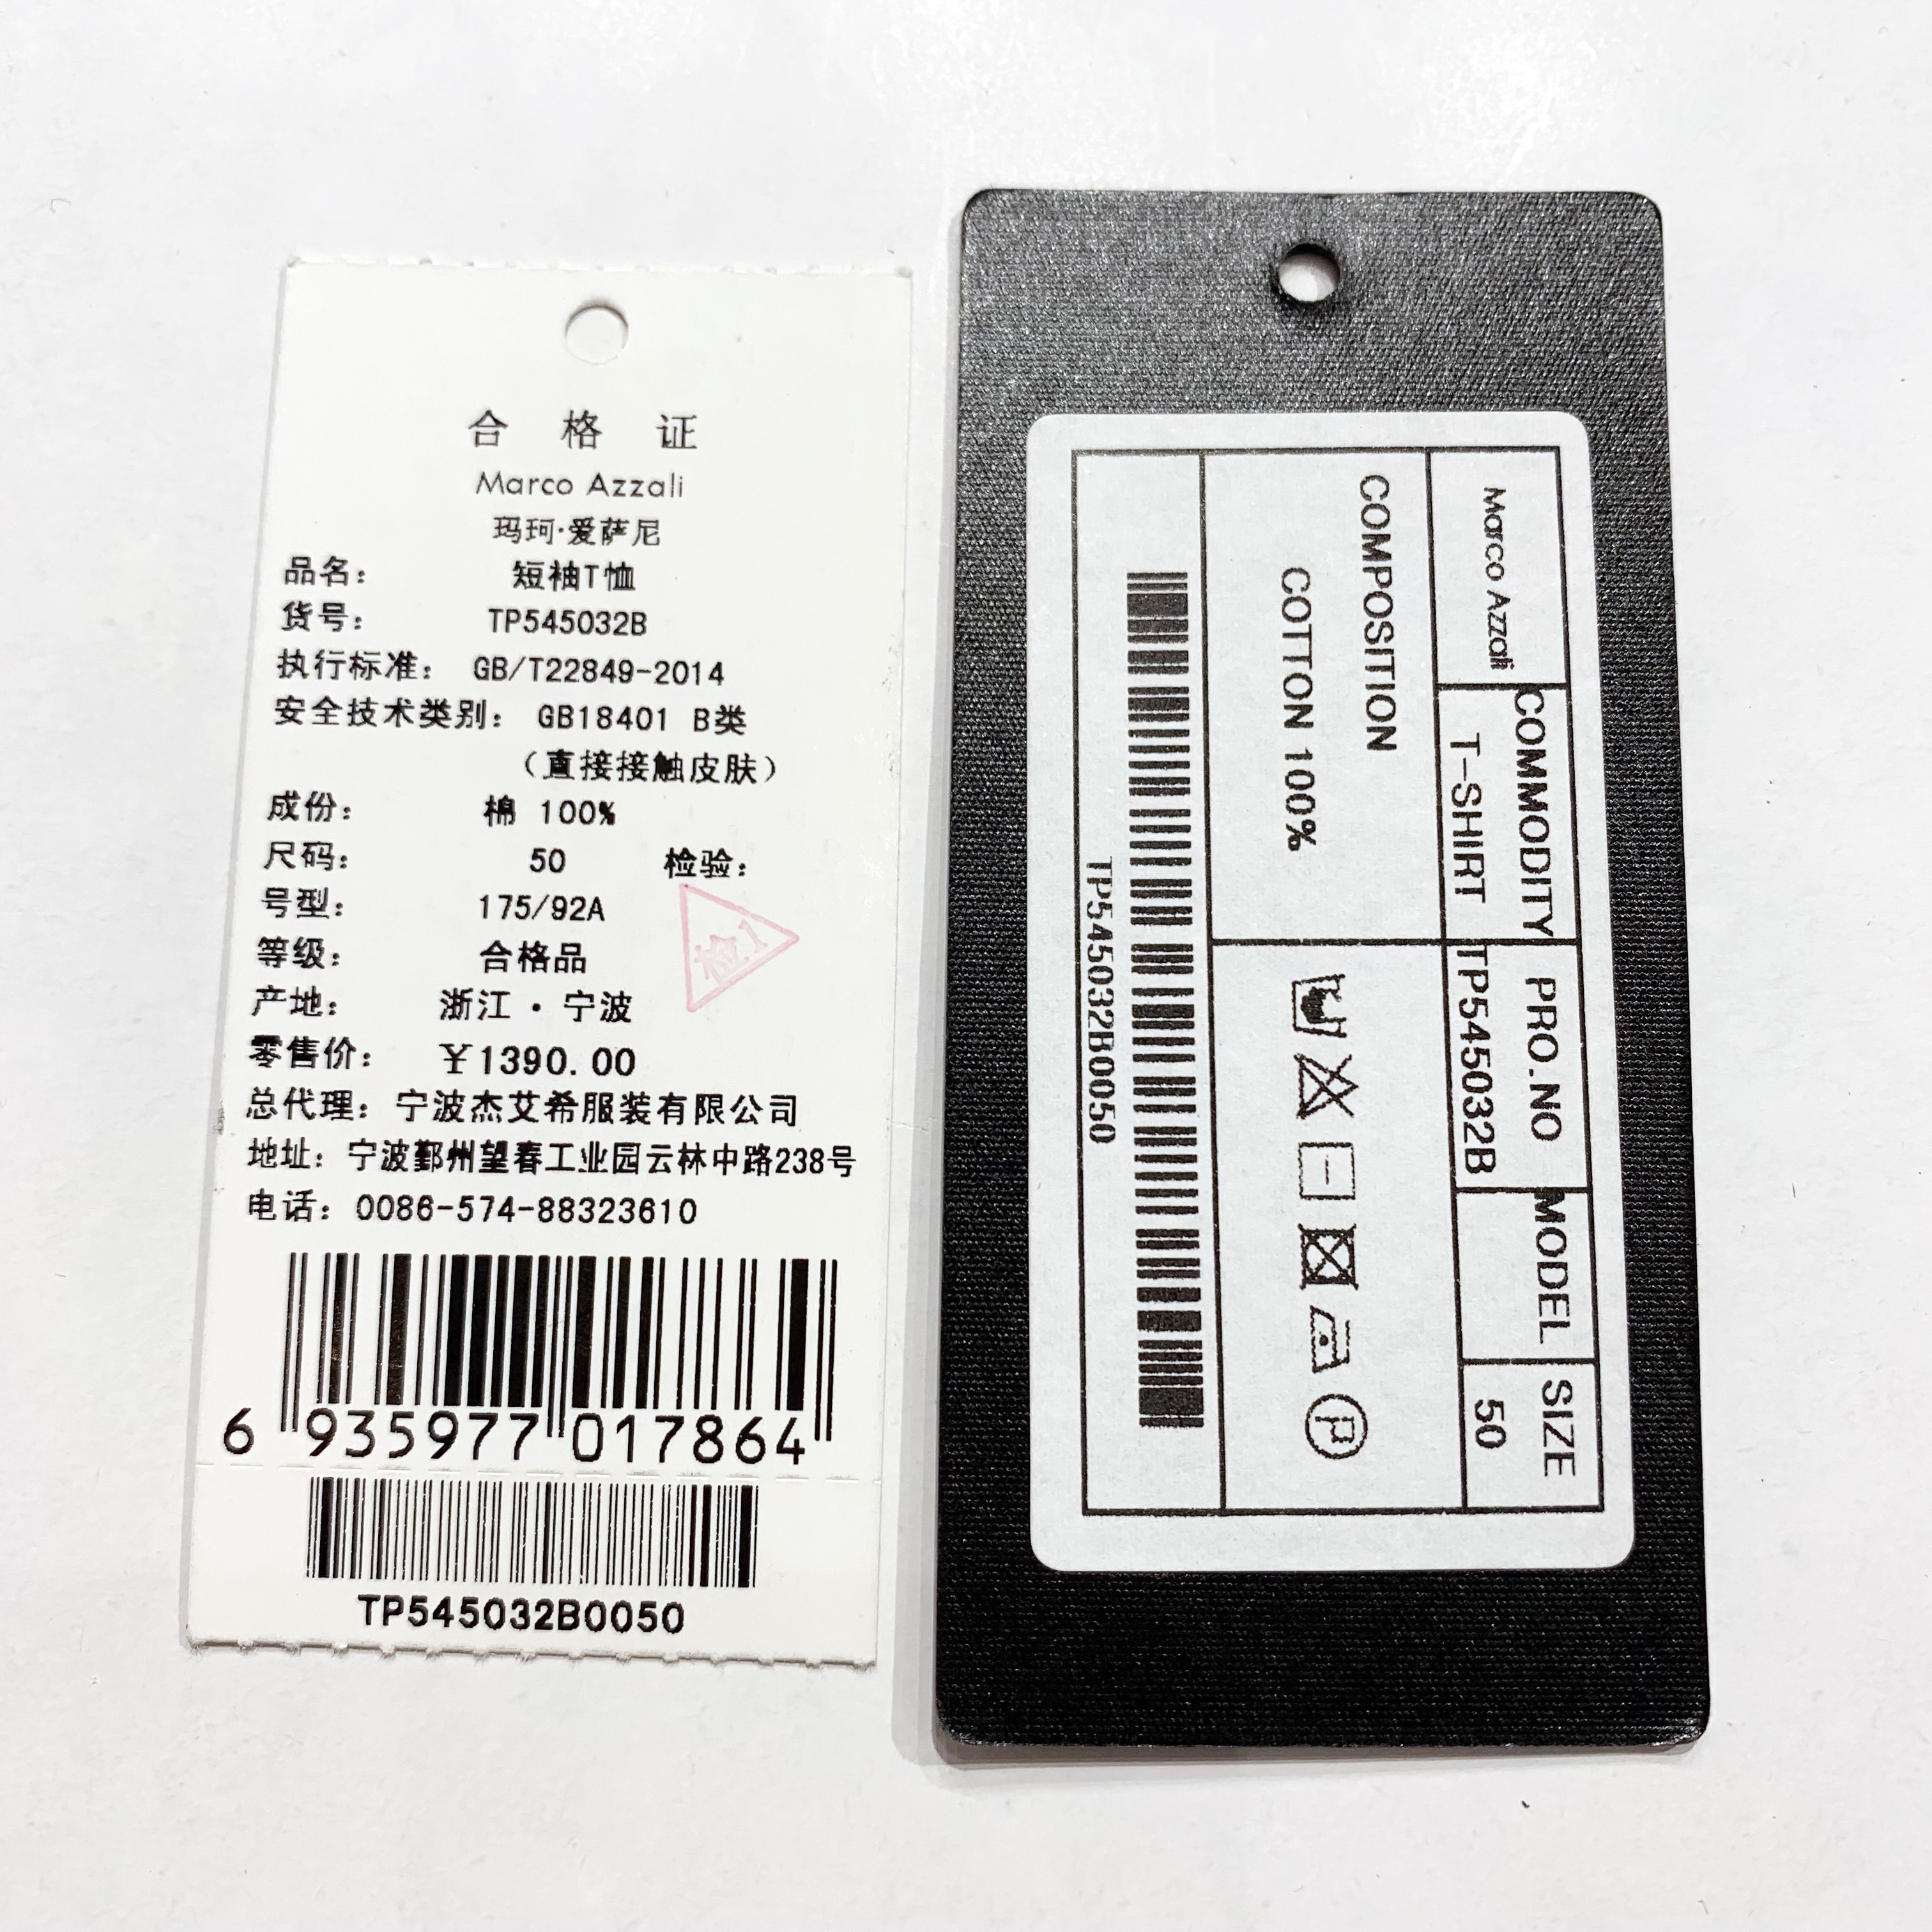 合 格 证
Marco Azzali
玛珂·爱萨尼
品名： 短袖T恤
货号： TP545032B
执行标准： GB/T22849-2014
安全技术类别： GB18401 B类
（直接接触皮肤）
成份： 棉 100%
尺码： 50 检验：
号型： 175/92A
检1
等级： 合格品
产地： 浙江·宁波
零售价： ￥1390.00
总代理：宁波杰艾希服装有限公司
地址：宁波鄞州望春工业园云林中路238号
电话：0086-574-88323610
6 935977 017864
TP545032B0050
Marco Azzali
COMMODITY PRO.NO MODEL SIZE
T-SHIRT TP545032B 50
COMPOSITION
COTTON 100%
P
TP545032B0050